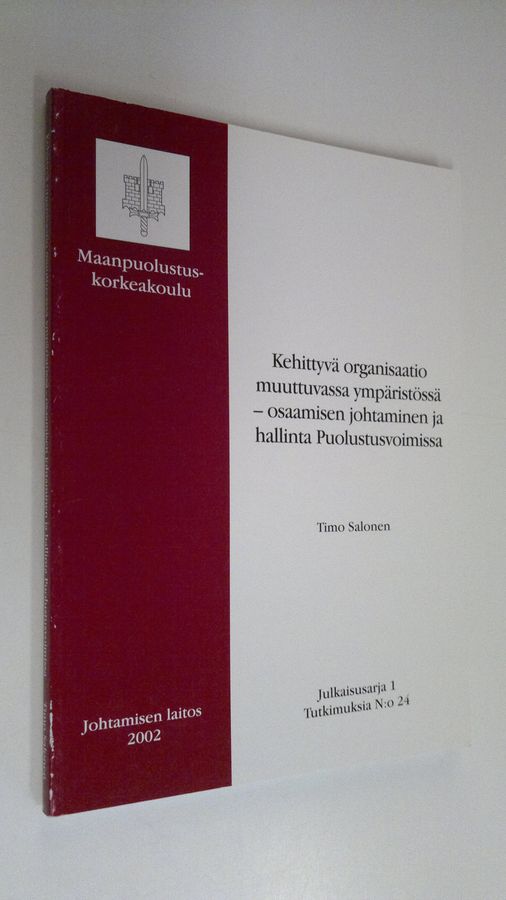 Maanpuolustus-
korkeakoulu
Kehittyvä organisaatio
muuttuvassa ympäristössä
– osaamisen johtaminen ja
hallinta Puolustusvoimissa
Timo Salonen
Julkaisusarja 1
Tutkimuksia N:o 24
Johtamisen laitos
2002